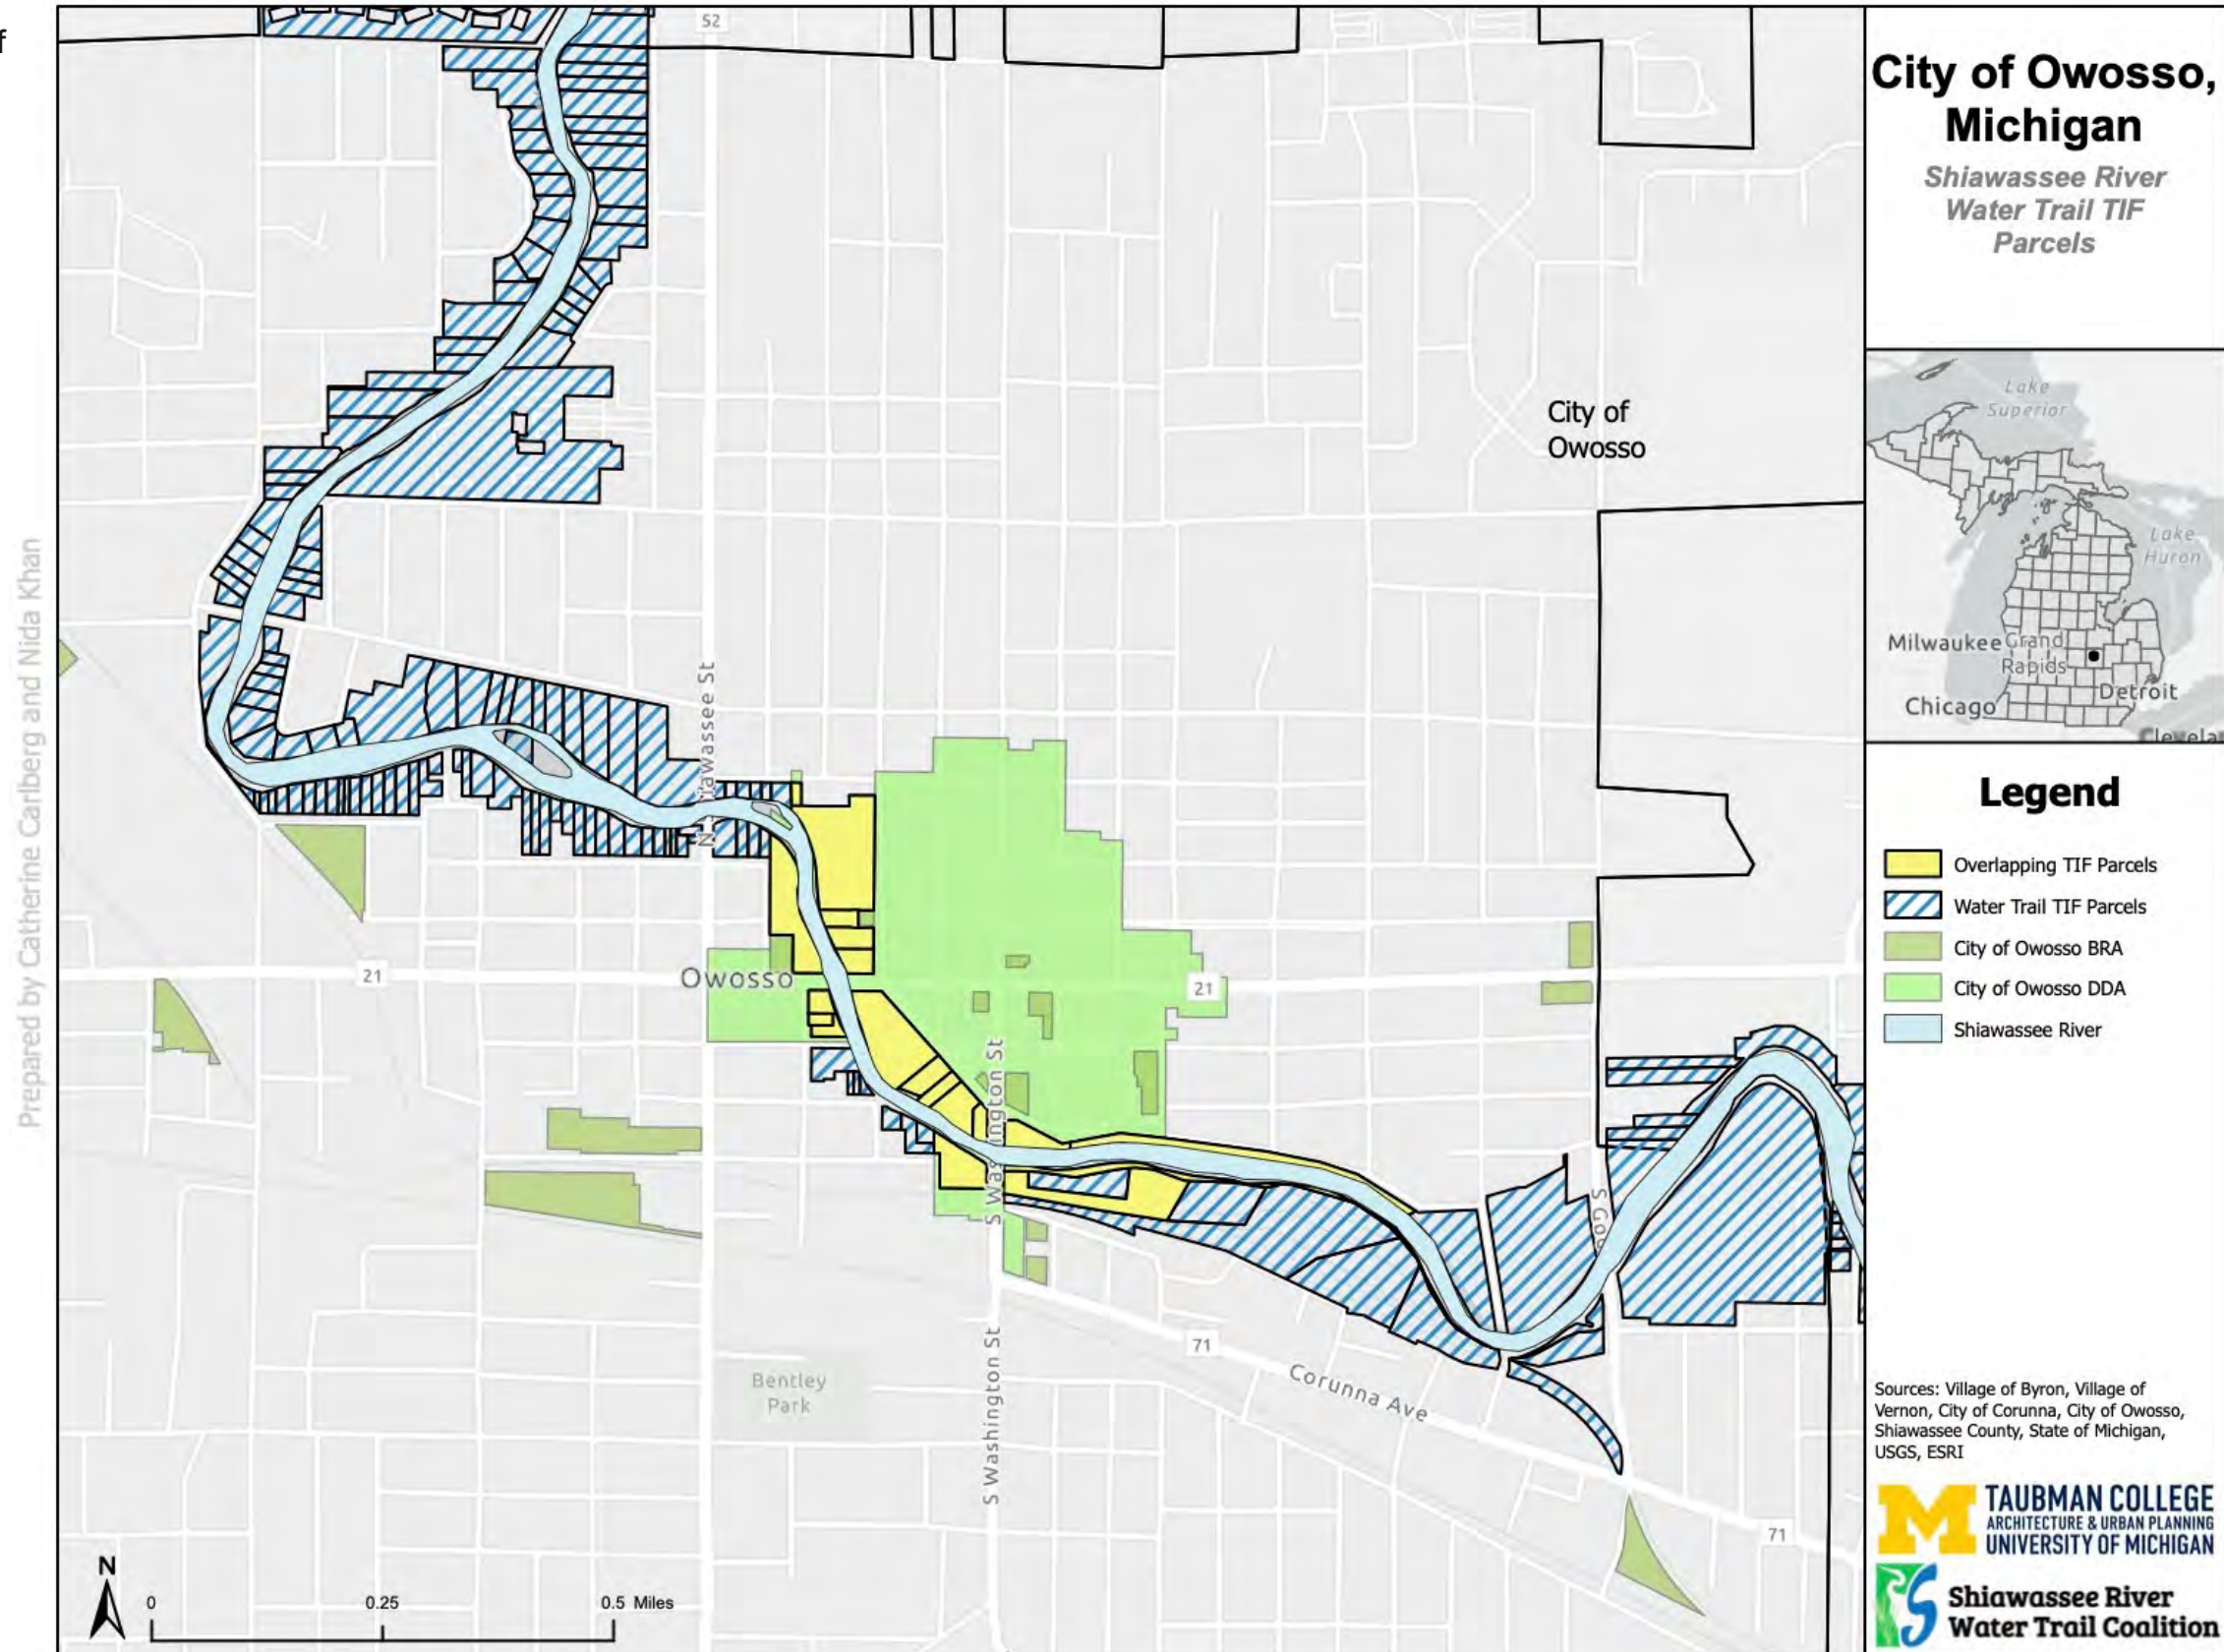 f
Prepared by Catherine Carlberg and Nida Khan
City of Owosso,
Michigan
Shiawassee River
Water Trail TIF
Parcels
52
City of
Owosso
N Shiawassee St
Owosso
21
21
S Washington St
S Washington St
71
Corunna Ave
71
Bentley
Park
N
0
0.25
0.5 Miles
Lake
Superior
Lake
Huron
Milwaukee
Grand
Rapids
Detroit
Chicago
Legend
Overlapping TIF Parcels
Water Trail TIF Parcels
City of Owosso BRA
City of Owosso DDA
Shiawassee River
Sources: Village of Byron, Village of
Vernon, City of Corunna, City of Owosso,
Shiawassee County, State of Michigan,
USGS, ESRI
M
TAUBMAN COLLEGE
ARCHITECTURE & URBAN PLANNING
UNIVERSITY OF MICHIGAN
Shiawassee River
Water Trail Coalition